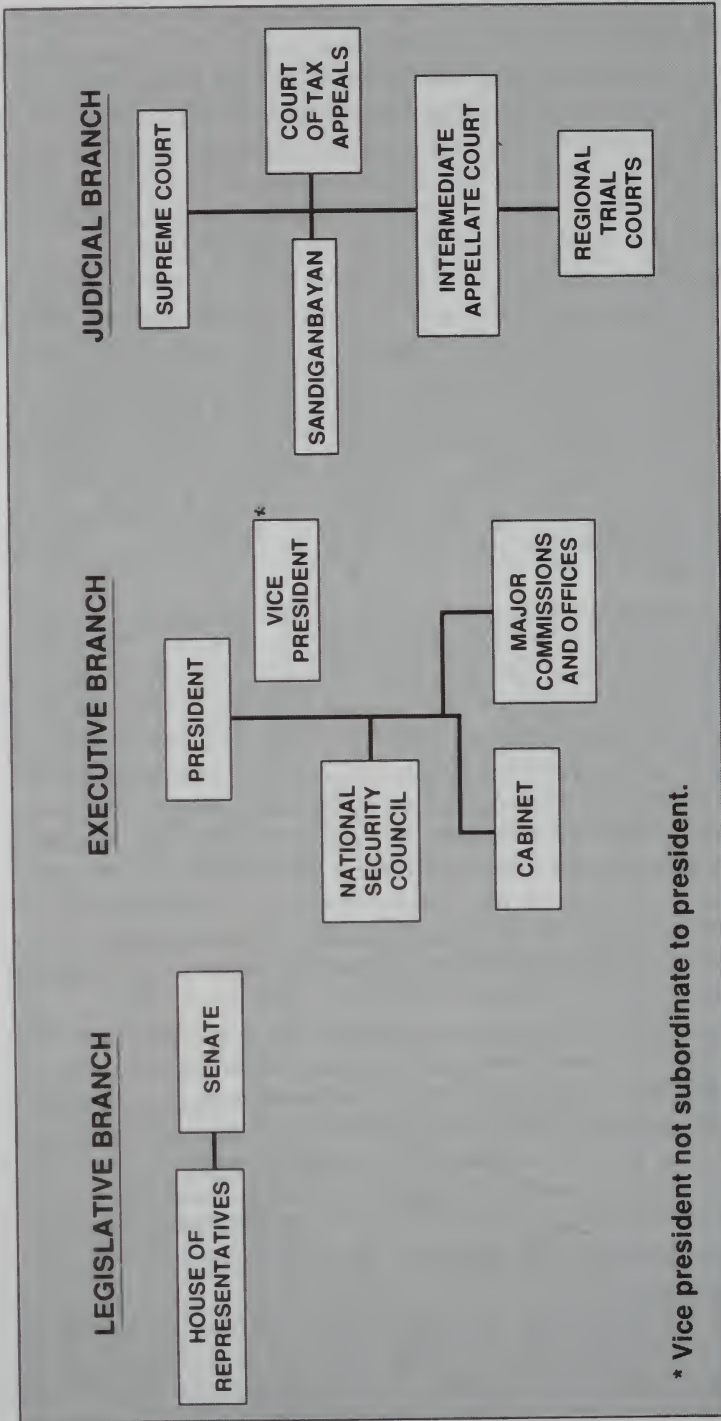 LEGISLATIVE BRANCH
HOUSE OF
REPRESENTATIVES
SENATE
EXECUTIVE BRANCH
PRESIDENT
VICE
PRESIDENT
*
NATIONAL
SECURITY
COUNCIL
CABINET
MAJOR
COMMISSIONS
AND OFFICES
JUDICIAL BRANCH
SUPREME COURT
COURT
OF TAX
APPEALS
SANDIGANBAYAN
INTERMEDIATE
APPELLATE COURT
REGIONAL
TRIAL
COURTS
* Vice president not subordinate to president.